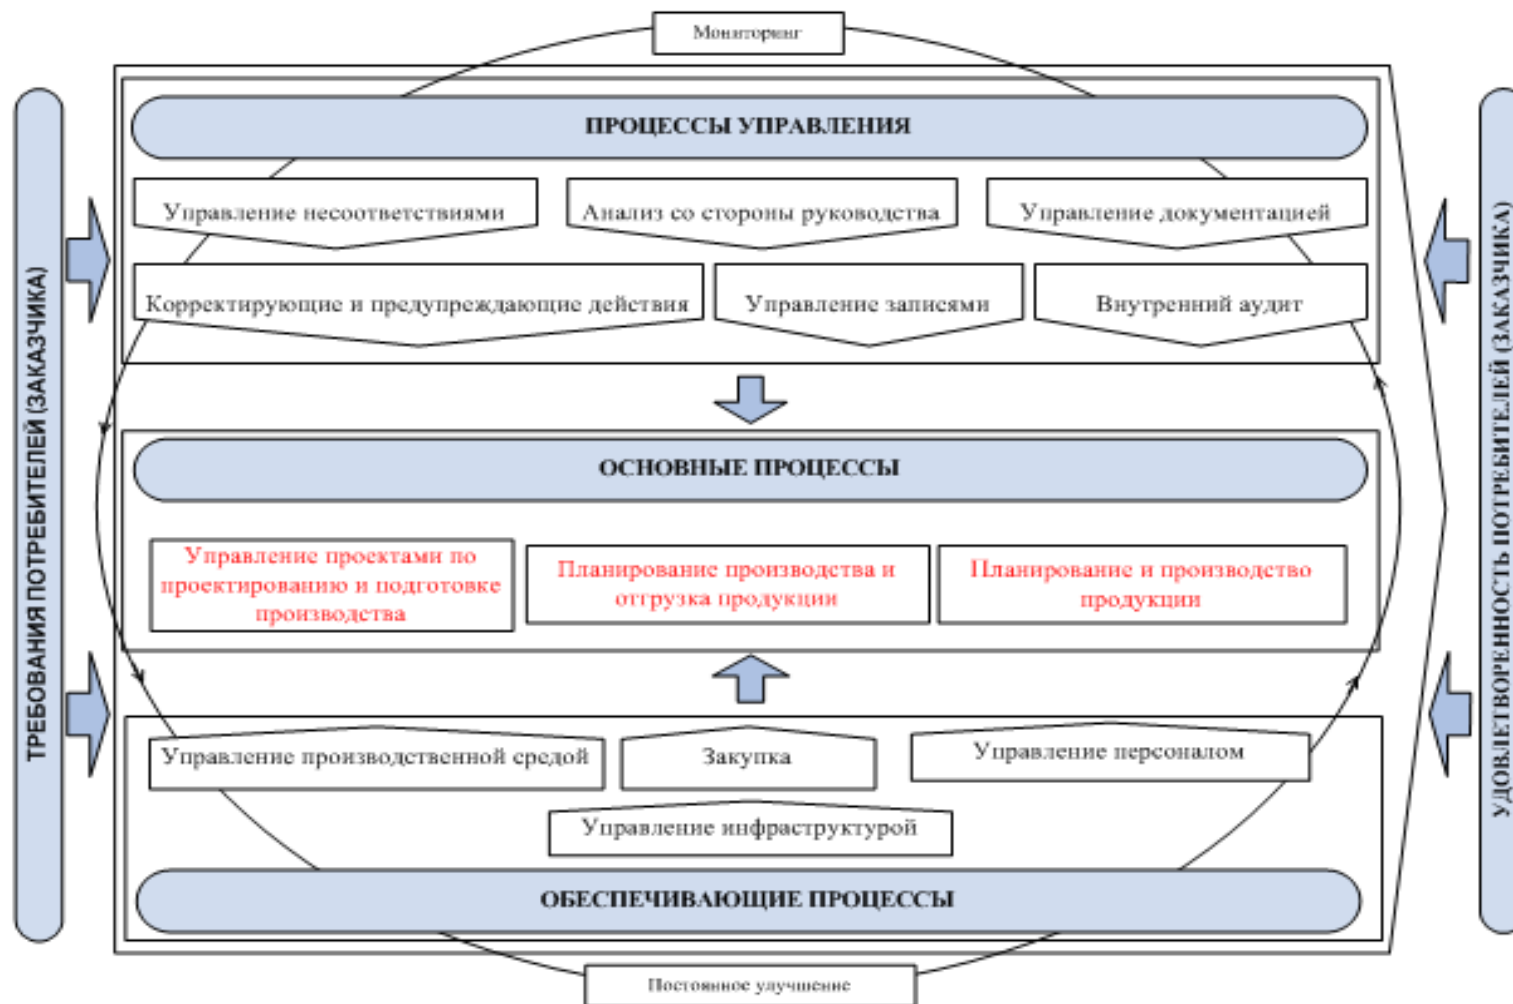 Мониторинг
ПРОЦЕССЫ УПРАВЛЕНИЯ
Управление несоответствиями
Анализ со стороны руководства
Управление документацией
Корректирующие и предупреждающие действия
Управление записями
Внутренний аудит
ТРЕБОВАНИЯ ПОТРЕБИТЕЛЕЙ (ЗАКАЗЧИКА)
УДОВЛЕТВОРЕННОСТЬ ПОТРЕБИТЕЛЕЙ (ЗАКАЗЧИКА)
ОСНОВНЫЕ ПРОЦЕССЫ
Управление проектами по
проектированию и подготовке
производства
Планирование производства и
отгрузка продукции
Планирование и производство
продукции
Управление производственной средой
Закупка
Управление персоналом
Управление инфраструктурой
ОБЕСПЕЧИВАЮЩИЕ ПРОЦЕССЫ
Постоянное улучшение